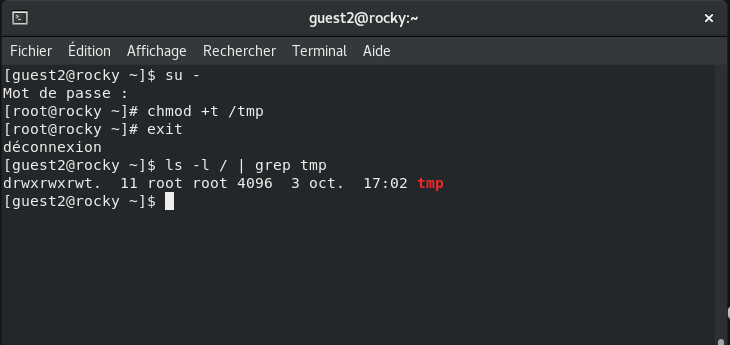 guest2@rocky:~
Fichier Édition Affichage Rechercher Terminal Aide
[guest2@rocky ~]$ su -
Mot de passe :
[root@rocky ~]# chmod +t /tmp
[root@rocky ~]# exit
déconnexion
[guest2@rocky ~]$ ls -l / | grep tmp
drwxrwxrwt.  11 root root 4096  3 oct.  17:02 tmp
[guest2@rocky ~]$